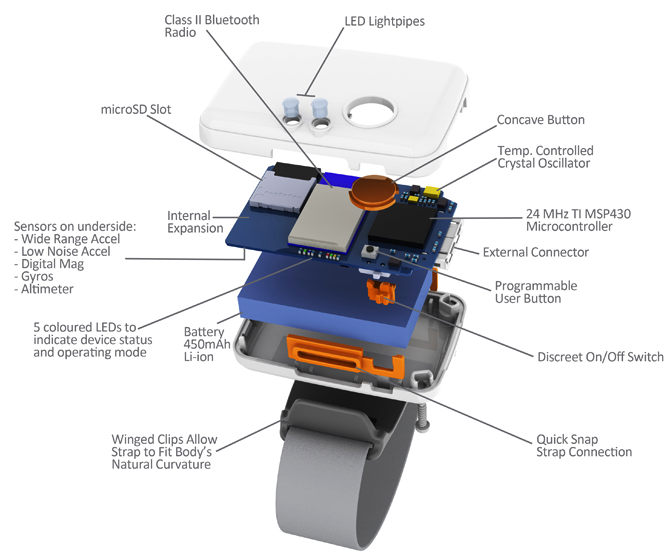 Class II Bluetooth
Radio
LED Lightpipes
microSD Slot
Concave Button
Temp. Controlled
Crystal Oscillator
Internal
Expansion
24 MHz TI MSP430
Microcontroller
Sensors on underside:
- Wide Range Accel
- Low Noise Accel
- Digital Mag
- Gyros
- Altimeter
External Connector
Programmable
User Button
5 coloured LEDs to
indicate device status
and operating mode
Battery
450mAh
Li-ion
Discreet On/Off Switch
Winged Clips Allow
Strap to Fit Body's
Natural Curvature
Quick Snap
Strap Connection